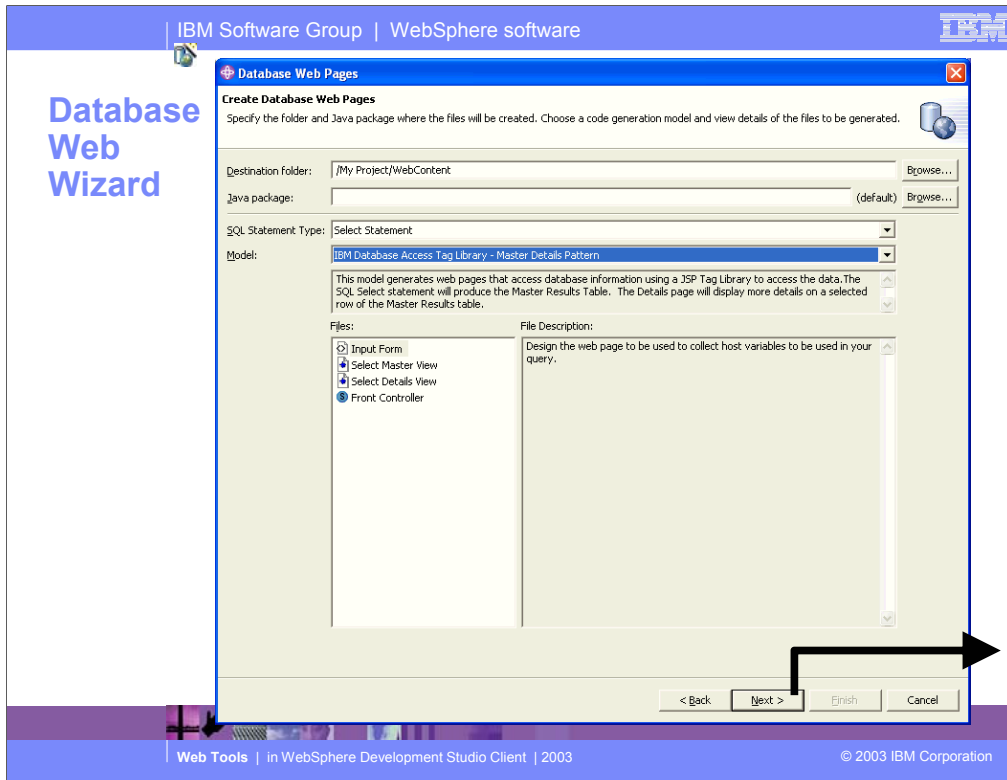 IBM Software Group | WebSphere software
IBM
Database
Web
Wizard
Database Web Pages
Create Database Web Pages
Specify the folder and Java package where the files will be created. Choose a code generation model and view details of the files to be generated.
Destination folder: /My Project/WebContent Browse...
Java package: (default) Browse...
SQL Statement Type: Select Statement
Model: IBM Database Access Tag Library - Master Details Pattern
This model generates web pages that access database information using a JSP Tag Library to access the data.The
SQL Select statement will produce the Master Results Table. The Details page will display more details on a selected
row of the Master Results table.
Files: File Description:
Input Form
Select Master View
Select Details View
S Front Controller
Design the web page to be used to collect host variables to be used in your
query.
< Back Next > Finish Cancel
Web Tools | in WebSphere Development Studio Client | 2003 © 2003 IBM Corporation